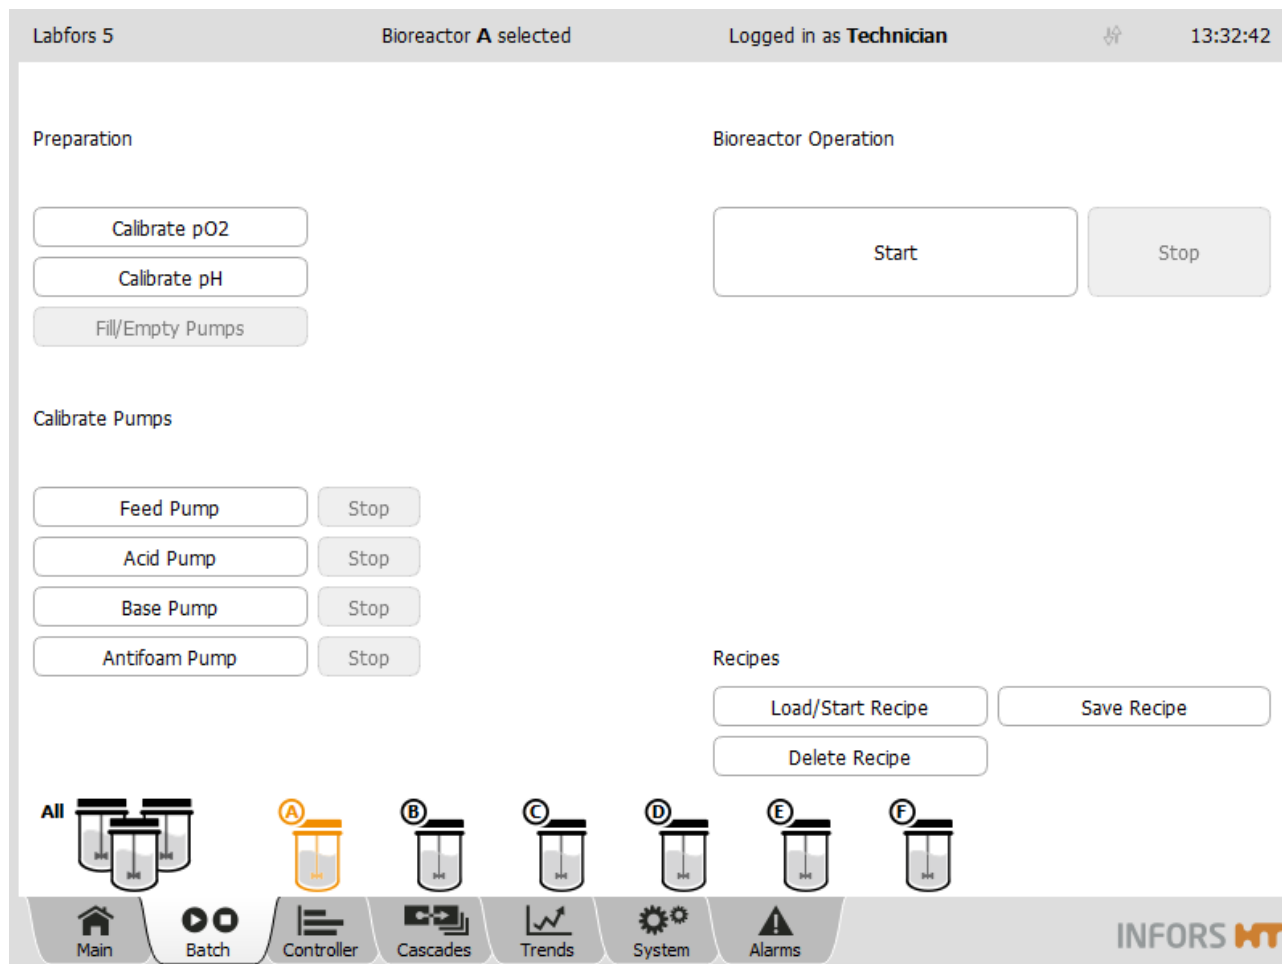 Labfors 5 Bioreactor A selected Logged in as Technician 13:32:42
Preparation Bioreactor Operation
Calibrate pO2
Start Stop
Calibrate pH
Fill/Empty Pumps
Calibrate Pumps
Feed Pump Stop
Acid Pump Stop
Base Pump Stop
Antifoam Pump Stop
Recipes
Load/Start Recipe Save Recipe
Delete Recipe
All A B C D E F
Main Batch Controller Cascades Trends System Alarms
INFORS HT